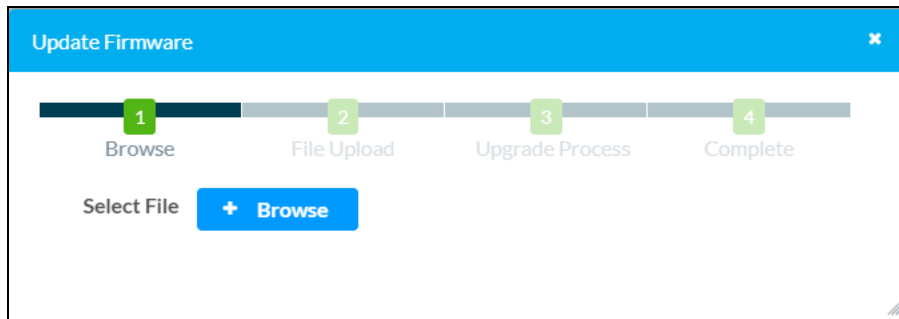 Update Firmware
1 2 3 4
Browse File Upload Upgrade Process Complete
Select File + Browse